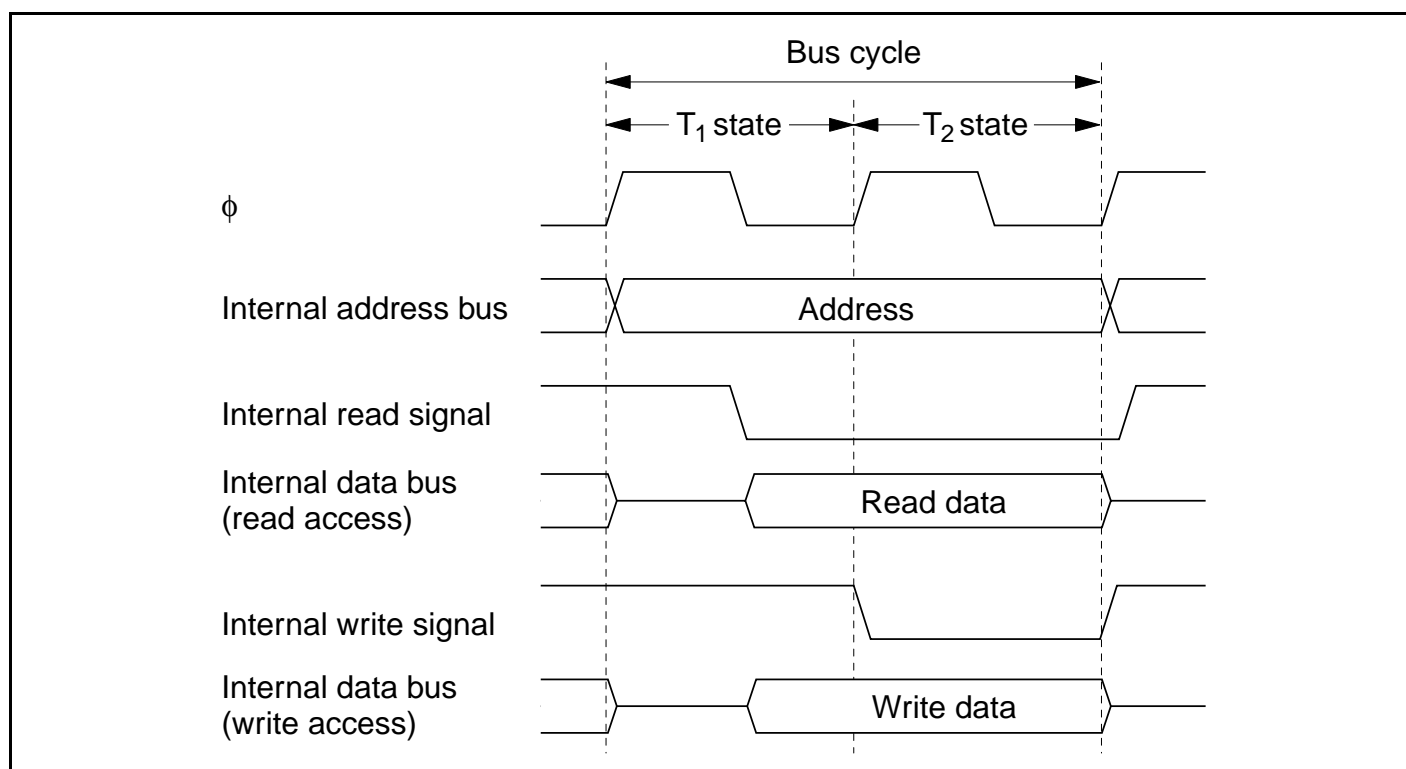 Bus cycle
T₁ state
T₂ state
ϕ
Internal address bus
Address
Internal read signal
Internal data bus
(read access)
Read data
Internal write signal
Internal data bus
(write access)
Write data